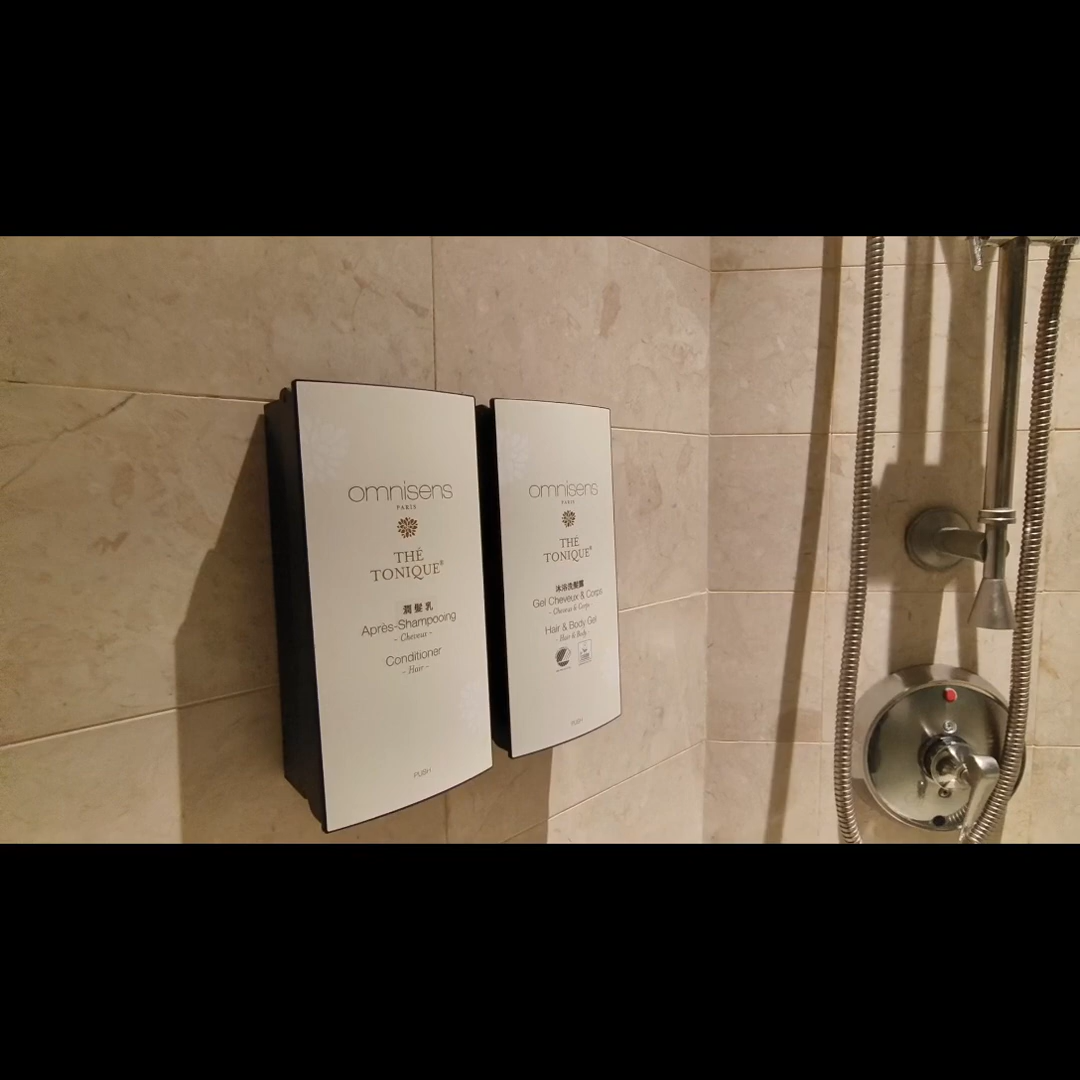 omnisens
PARIS
THÉ
TONIQUE®
潤髮乳
Après-Shampooing
~ Cheveux ~
Conditioner
~ Hair ~
PUSH
omnisens
PARIS
THÉ
TONIQUE®
沐浴洗髮露
Gel Cheveux & Corps
~ Cheveux & Corps ~
Hair & Body Gel
~ Hair & Body ~
PUSH